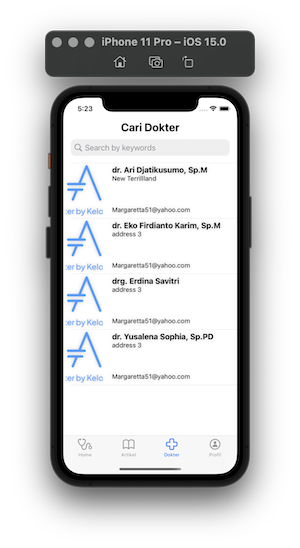 iPhone 11 Pro – iOS 15.0
5:23
Cari Dokter
Search by keywords
dr. Ari Djatikusumo, Sp.M
New Terrilland
Margaretta51@yahoo.com
ter by Kelo
dr. Eko Firdianto Karim, Sp.M
address 3
Margaretta51@yahoo.com
ter by Kelo
drg. Erdina Savitri
address 3
Margaretta51@yahoo.com
ter by Kelo
dr. Yusalena Sophia, Sp.PD
address 3
Margaretta51@yahoo.com
ter by Kelo
Home
Artikel
Dokter
Profil